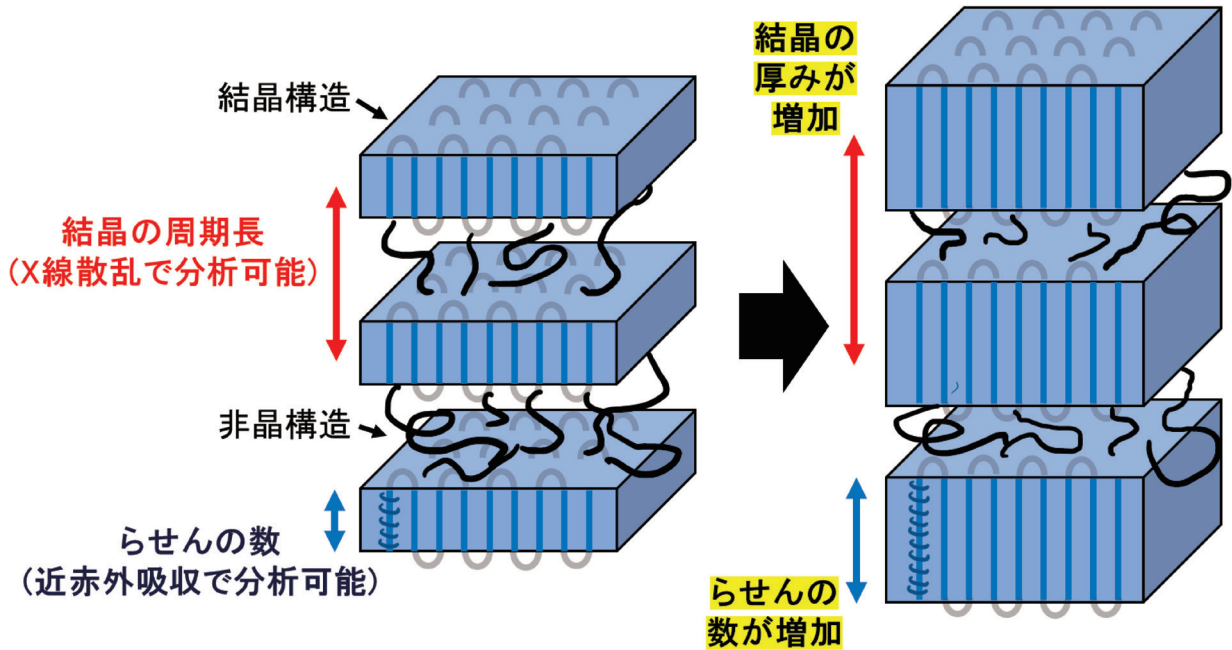 結晶構造
結晶の周期長
(X線散乱で分析可能)
非晶構造
らせんの数
(近赤外吸収で分析可能)
結晶の
厚みが
増加
らせんの
数が増加